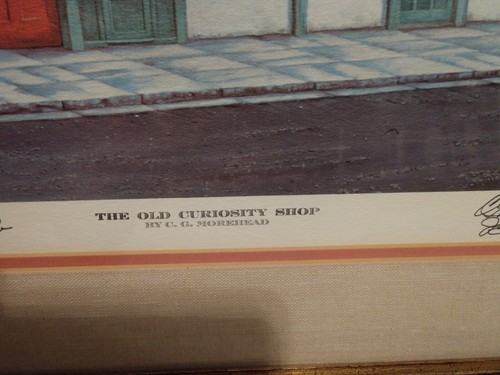 THE OLD CURIOSITY SHOP
BY C. G. MOREHEAD